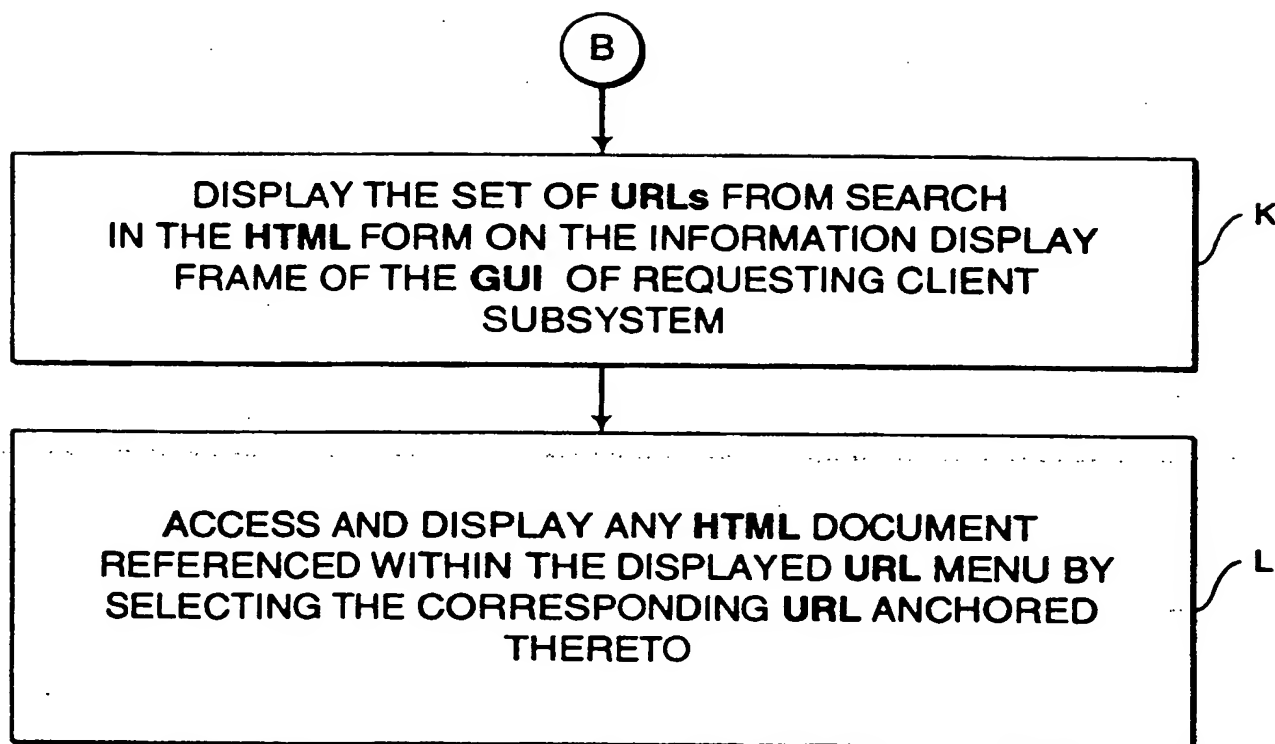 B
DISPLAY THE SET OF URLs FROM SEARCH
IN THE HTML FORM ON THE INFORMATION DISPLAY
FRAME OF THE GUI OF REQUESTING CLIENT
SUBSYSTEM
K
ACCESS AND DISPLAY ANY HTML DOCUMENT
REFERENCED WITHIN THE DISPLAYED URL MENU BY
SELECTING THE CORRESPONDING URL ANCHORED
THERETO
L